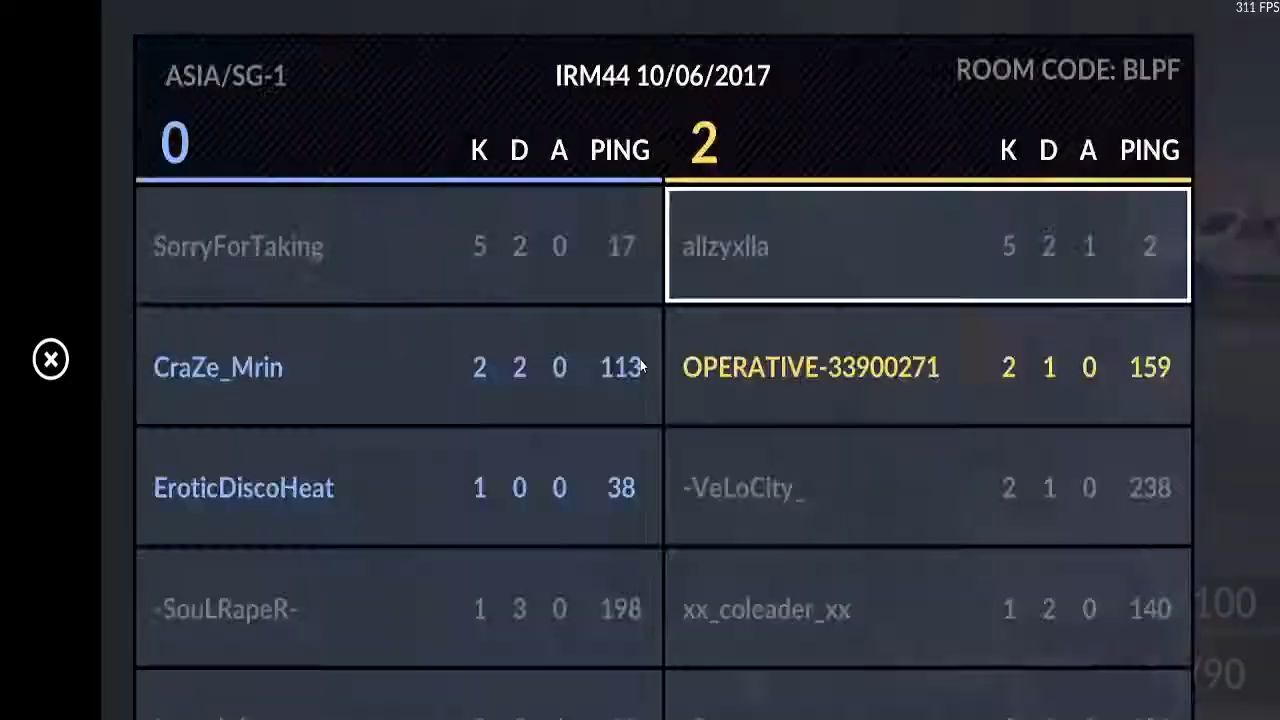 311 FPS
ASIA/SG-1 IRM44 10/06/2017 ROOM CODE: BLPF
0 K D A PING 2 K D A PING
SorryForTaking 5 2 0 17 allzyxlla 5 2 1 2
CraZe_Mrin 2 2 0 113 OPERATIVE-33900271 2 1 0 159
EroticDiscoHeat 1 0 0 38 -VeLoCity_ 2 1 0 238
-SouLRapeR- 1 3 0 198 xx_coleader_xx 1 2 0 140
100
/90